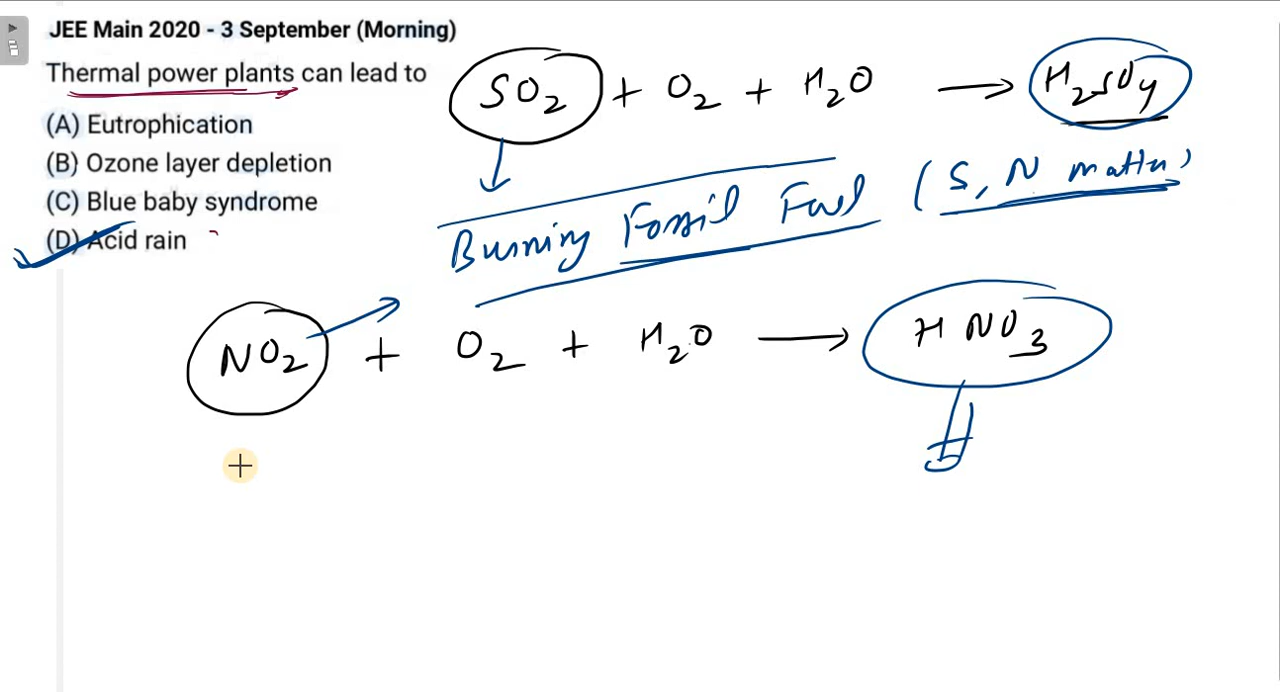 JEE Main 2020 - 3 September (Morning)
Thermal power plants can lead to
(A) Eutrophication
(B) Ozone layer depletion
(C) Blue baby syndrome
(D) Acid rain
SO2 + O2 + H2O → H2SO4
Burning Fossil Fuel (S, N matter)
NO2 + O2 + H2O → HNO3